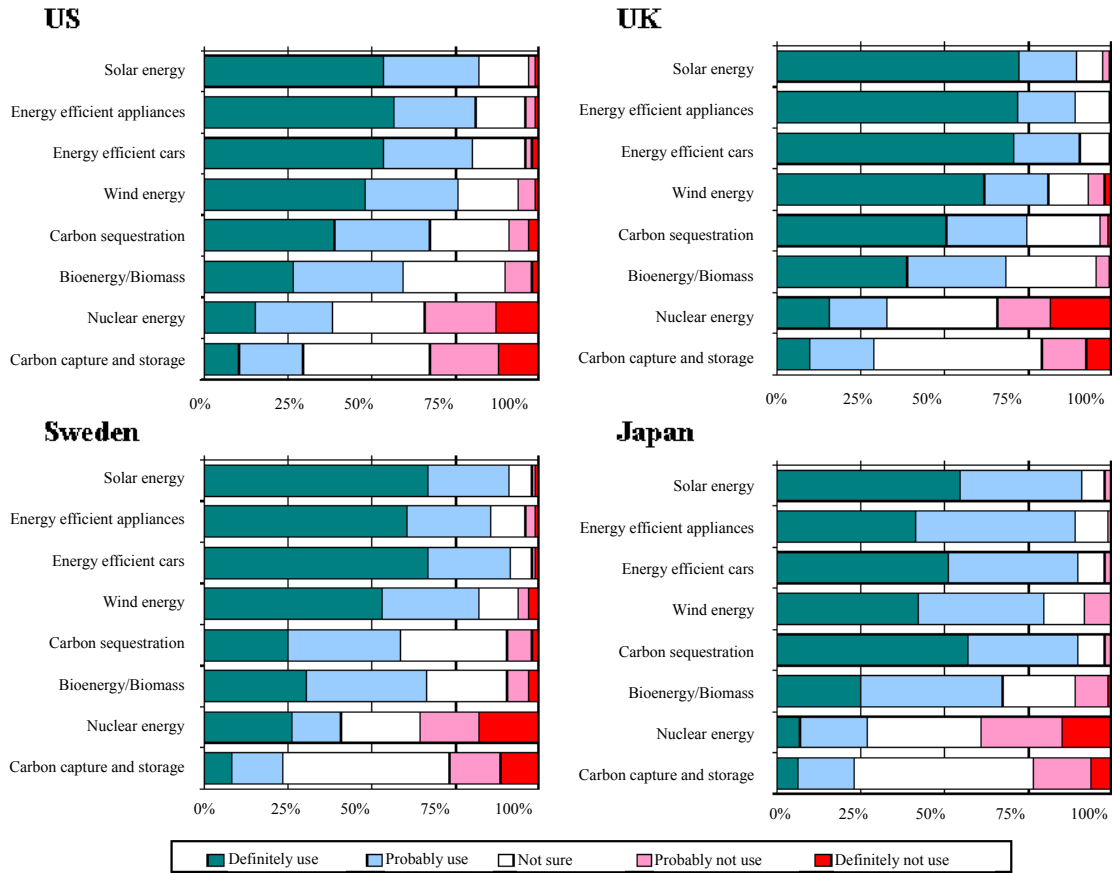 US
Solar energy
Energy efficient appliances
Energy efficient cars
Wind energy
Carbon sequestration
Bioenergy/Biomass
Nuclear energy
Carbon capture and storage
0% 25% 50% 75% 100%
UK
Solar energy
Energy efficient appliances
Energy efficient cars
Wind energy
Carbon sequestration
Bioenergy/Biomass
Nuclear energy
Carbon capture and storage
0% 25% 50% 75% 100%
Sweden
Solar energy
Energy efficient appliances
Energy efficient cars
Wind energy
Carbon sequestration
Bioenergy/Biomass
Nuclear energy
Carbon capture and storage
0% 25% 50% 75% 100%
Japan
Solar energy
Energy efficient appliances
Energy efficient cars
Wind energy
Carbon sequestration
Bioenergy/Biomass
Nuclear energy
Carbon capture and storage
0% 25% 50% 75% 100%
Definitely use Probably use Not sure Probably not use Definitely not use